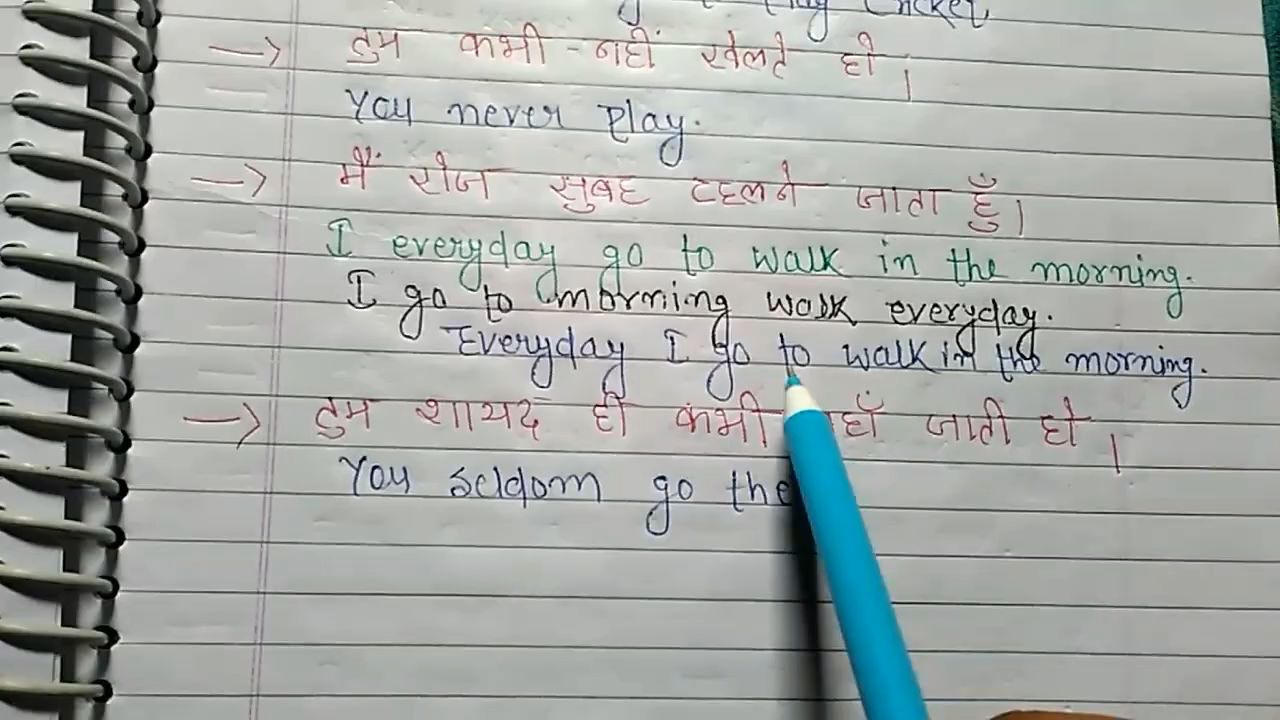 Cricket
→ तुम कभी - नहीं खेलते हो ।
You never Play.
→ मैं रोज सुबह टहलने जाता हूँ ।
I everyday go to walk in the morning.
I go to morning walk everyday.
Everyday I go to walk in the morning.
→ तुम शायद ही कभी जाती हो ।
You seldom go the